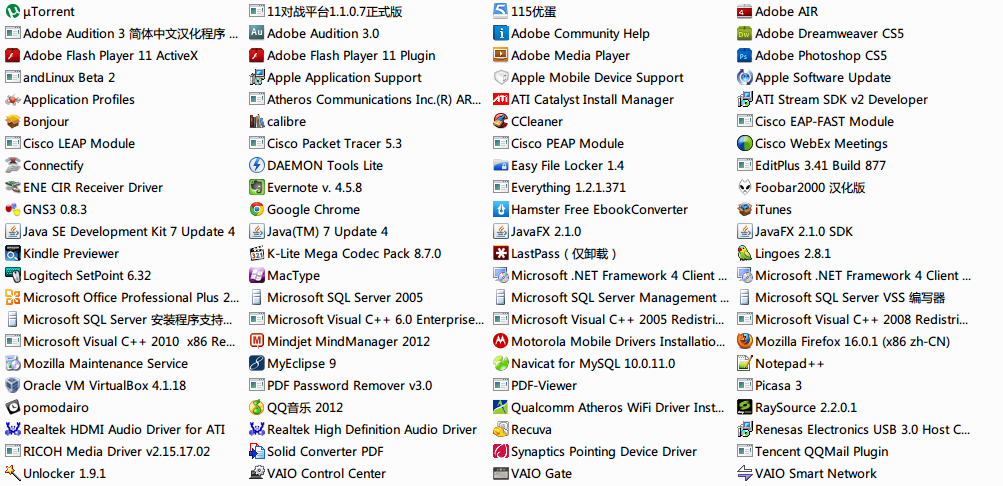 µTorrent
11对战平台1.1.0.7正式版
115优蛋
Adobe AIR
Adobe Audition 3 简体中文汉化程序 ...
Adobe Audition 3.0
Adobe Community Help
Adobe Dreamweaver CS5
Adobe Flash Player 11 ActiveX
Adobe Flash Player 11 Plugin
Adobe Media Player
Adobe Photoshop CS5
andLinux Beta 2
Apple Application Support
Apple Mobile Device Support
Apple Software Update
Application Profiles
Atheros Communications Inc.(R) AR...
ATI Catalyst Install Manager
ATI Stream SDK v2 Developer
Bonjour
calibre
CCleaner
Cisco EAP-FAST Module
Cisco LEAP Module
Cisco Packet Tracer 5.3
Cisco PEAP Module
Cisco WebEx Meetings
Connectify
DAEMON Tools Lite
Easy File Locker 1.4
EditPlus 3.41 Build 877
ENE CIR Receiver Driver
Evernote v. 4.5.8
Everything 1.2.1.371
Foobar2000 汉化版
GNS3 0.8.3
Google Chrome
Hamster Free EbookConverter
iTunes
Java SE Development Kit 7 Update 4
Java(TM) 7 Update 4
JavaFX 2.1.0
JavaFX 2.1.0 SDK
Kindle Previewer
K-Lite Mega Codec Pack 8.7.0
LastPass（仅卸载）
Lingoes 2.8.1
Logitech SetPoint 6.32
MacType
Microsoft .NET Framework 4 Client ...
Microsoft .NET Framework 4 Client ...
Microsoft Office Professional Plus 2...
Microsoft SQL Server 2005
Microsoft SQL Server Management ...
Microsoft SQL Server VSS 编写器
Microsoft SQL Server 安装程序支持...
Microsoft Visual C++ 6.0 Enterprise...
Microsoft Visual C++ 2005 Redistri...
Microsoft Visual C++ 2008 Redistri...
Microsoft Visual C++ 2010  x86 Re...
Mindjet MindManager 2012
Motorola Mobile Drivers Installatio...
Mozilla Firefox 16.0.1 (x86 zh-CN)
Mozilla Maintenance Service
MyEclipse 9
Navicat for MySQL 10.0.11.0
Notepad++
Oracle VM VirtualBox 4.1.18
PDF Password Remover v3.0
PDF-Viewer
Picasa 3
pomodairo
QQ音乐 2012
Qualcomm Atheros WiFi Driver Inst...
RaySource 2.2.0.1
Realtek HDMI Audio Driver for ATI
Realtek High Definition Audio Driver
Recuva
Renesas Electronics USB 3.0 Host C...
RICOH Media Driver v2.15.17.02
Solid Converter PDF
Synaptics Pointing Device Driver
Tencent QQMail Plugin
Unlocker 1.9.1
VAIO Control Center
VAIO Gate
VAIO Smart Network